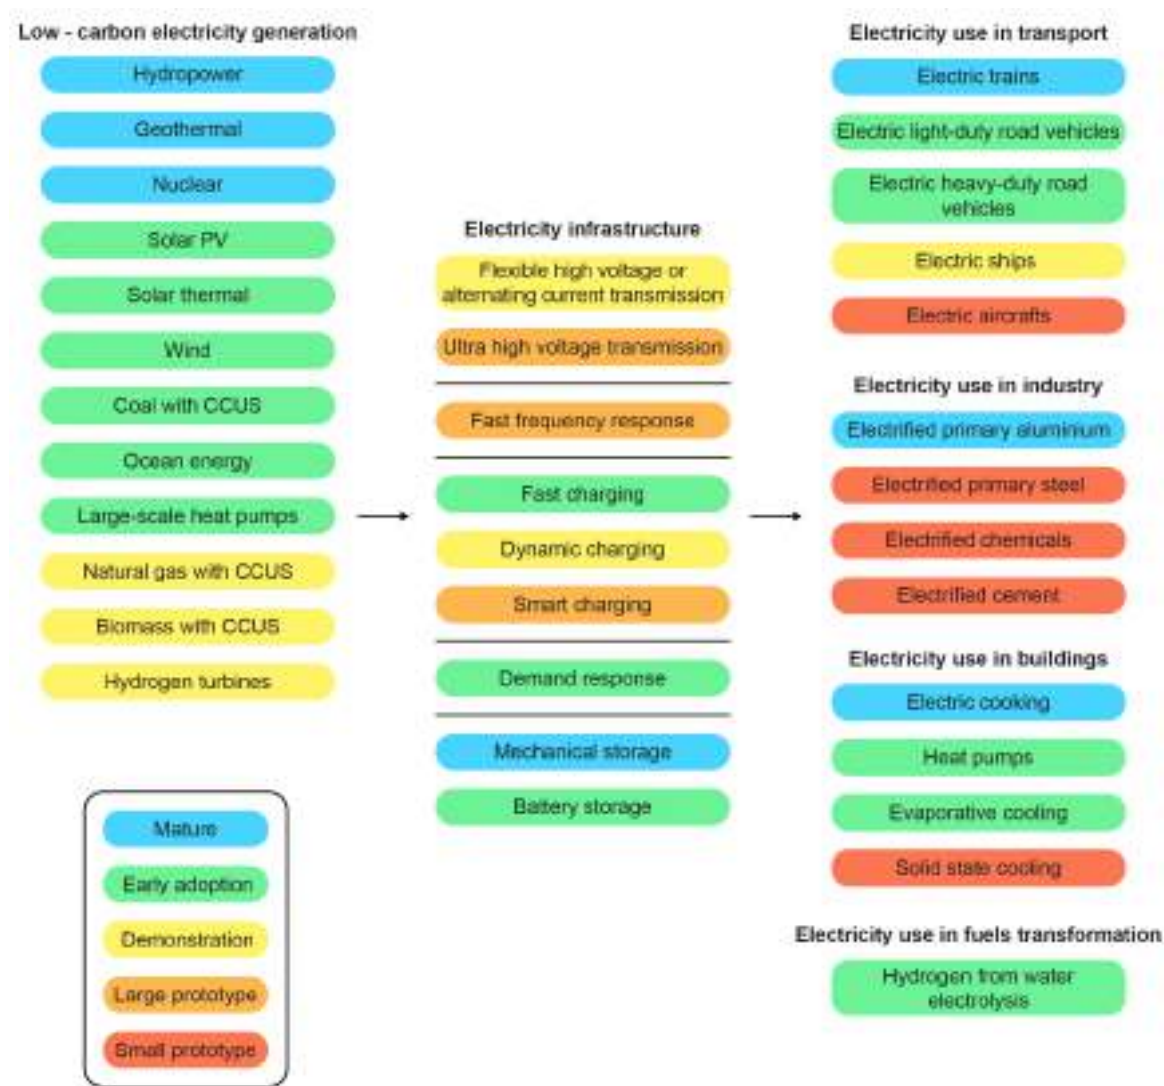 Low - carbon electricity generation
Hydropower
Geothermal
Nuclear
Solar PV
Solar thermal
Wind
Coal with CCUS
Ocean energy
Large-scale heat pumps
Natural gas with CCUS
Biomass with CCUS
Hydrogen turbines
Mature
Early adoption
Demonstration
Large prototype
Small prototype
Electricity infrastructure
Flexible high voltage or
alternating current transmission
Ultra high voltage transmission
Fast frequency response
Fast charging
Dynamic charging
Smart charging
Demand response
Mechanical storage
Battery storage
Electricity use in transport
Electric trains
Electric light-duty road vehicles
Electric heavy-duty road
vehicles
Electric ships
Electric aircrafts
Electricity use in industry
Electrified primary aluminium
Electrified primary steel
Electrified chemicals
Electrified cement
Electricity use in buildings
Electric cooking
Heat pumps
Evaporative cooling
Solid state cooling
Electricity use in fuels transformation
Hydrogen from water
electrolysis